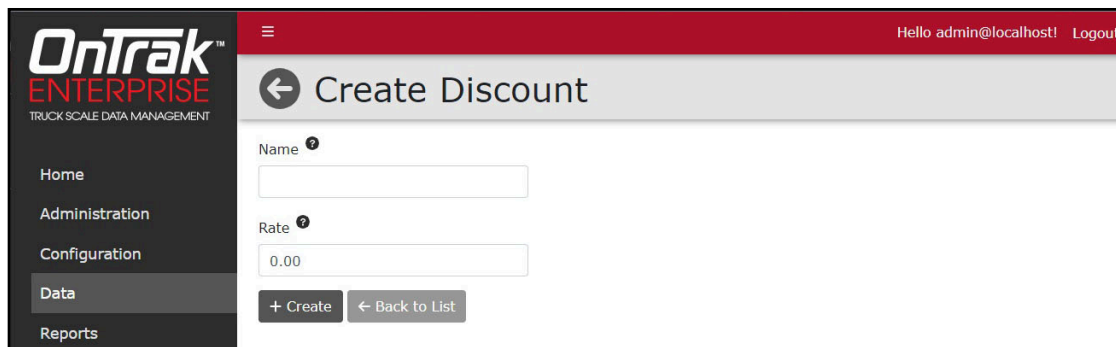 OnTrak™
ENTERPRISE
TRUCK SCALE DATA MANAGEMENT
Home
Administration
Configuration
Data
Reports
☰
Hello admin@localhost! Logout
Create Discount
Name ?
Rate ?
0.00
+ Create
← Back to List